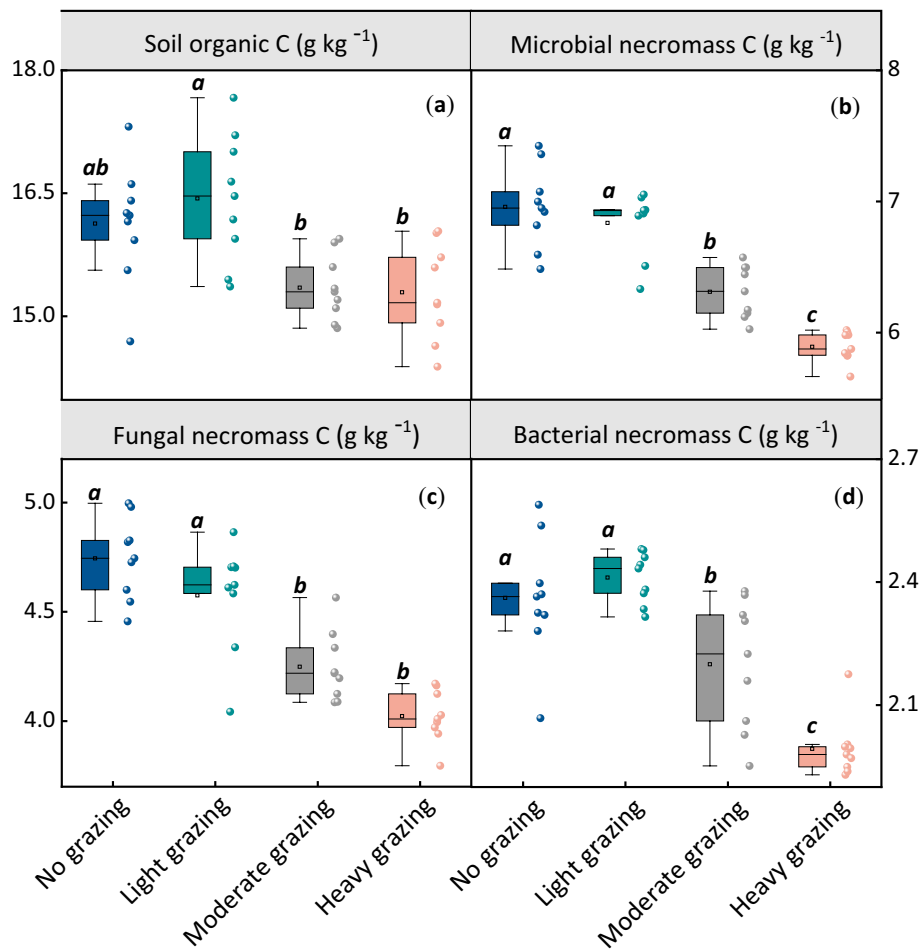 Soil organic C (g kg ⁻¹)
Microbial necromass C (g kg ⁻¹)
18.0
16.5
15.0
ab
a
b
b
(a)
8
7
6
a
a
b
c
(b)
Fungal necromass C (g kg ⁻¹)
Bacterial necromass C (g kg ⁻¹)
5.0
4.5
4.0
a
a
b
b
(c)
2.7
2.4
2.1
a
a
b
c
(d)
No grazing
Light grazing
Moderate grazing
Heavy grazing
No grazing
Light grazing
Moderate grazing
Heavy grazing